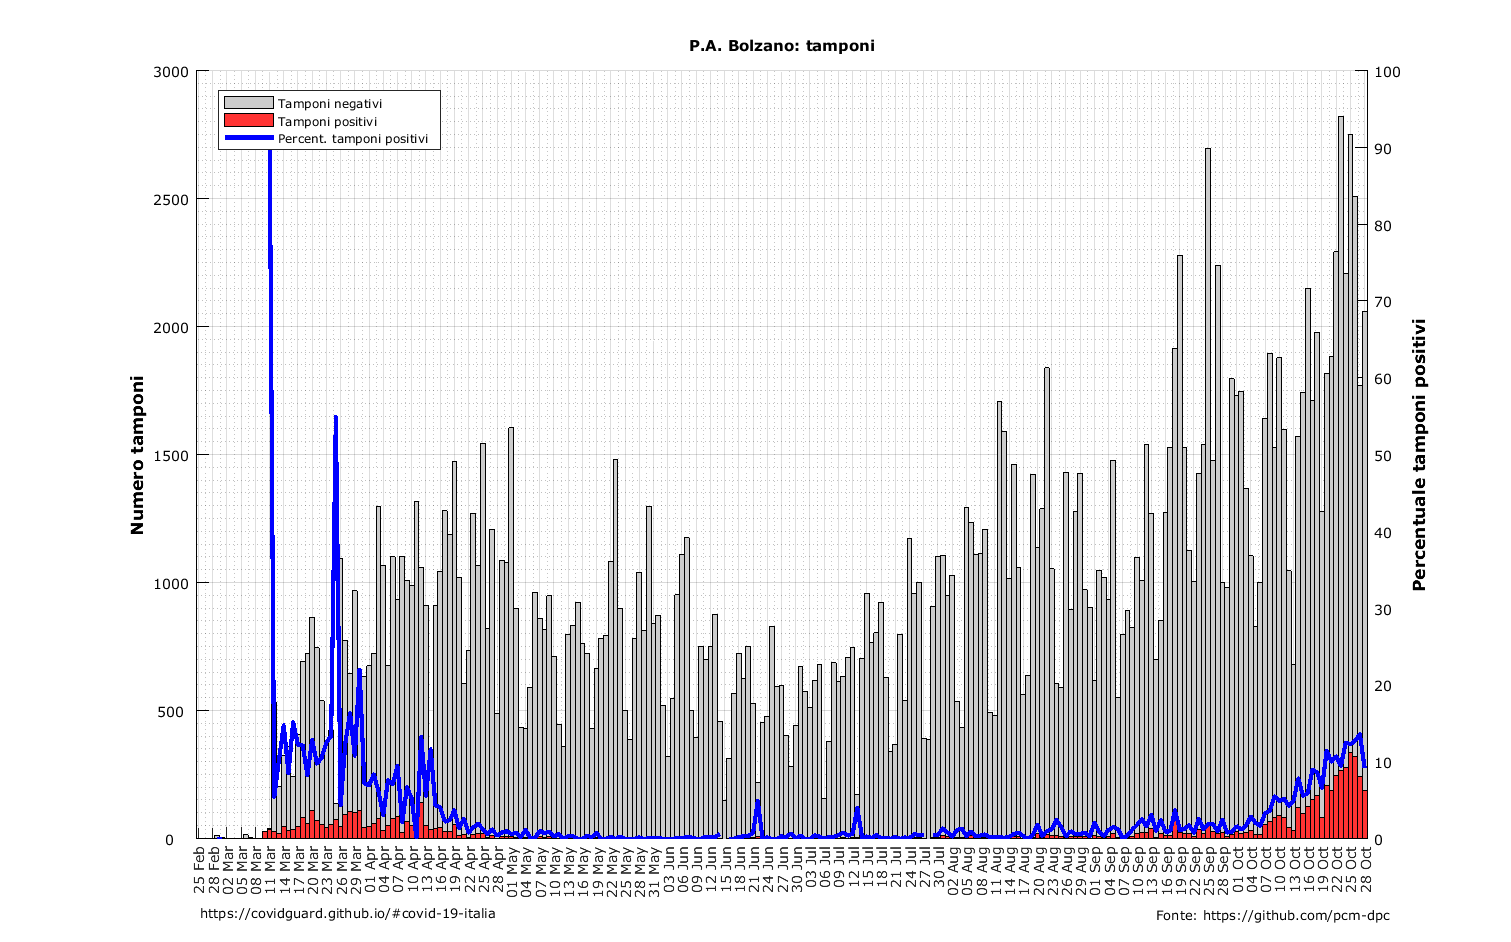 P.A. Bolzano: tamponi
3000
2500
2000
1500
1000
500
0
Numero tamponi
Tamponi negativi
Tamponi positivi
Percent. tamponi positivi
100
90
80
70
60
50
40
30
20
10
0
Percentuale tamponi positivi
25 Feb
28 Feb
02 Mar
05 Mar
08 Mar
11 Mar
14 Mar
17 Mar
20 Mar
23 Mar
26 Mar
29 Mar
01 Apr
04 Apr
07 Apr
10 Apr
13 Apr
16 Apr
19 Apr
22 Apr
25 Apr
28 Apr
01 May
04 May
07 May
10 May
13 May
16 May
19 May
22 May
25 May
28 May
31 May
03 Jun
06 Jun
09 Jun
12 Jun
15 Jun
18 Jun
21 Jun
24 Jun
27 Jun
30 Jun
03 Jul
06 Jul
09 Jul
12 Jul
15 Jul
18 Jul
21 Jul
24 Jul
27 Jul
30 Jul
02 Aug
05 Aug
08 Aug
11 Aug
14 Aug
17 Aug
20 Aug
23 Aug
26 Aug
29 Aug
01 Sep
04 Sep
07 Sep
10 Sep
13 Sep
16 Sep
19 Sep
22 Sep
25 Sep
28 Sep
01 Oct
04 Oct
07 Oct
10 Oct
13 Oct
16 Oct
19 Oct
22 Oct
25 Oct
28 Oct
https://covidguard.github.io/#covid-19-italia
Fonte: https://github.com/pcm-dpc